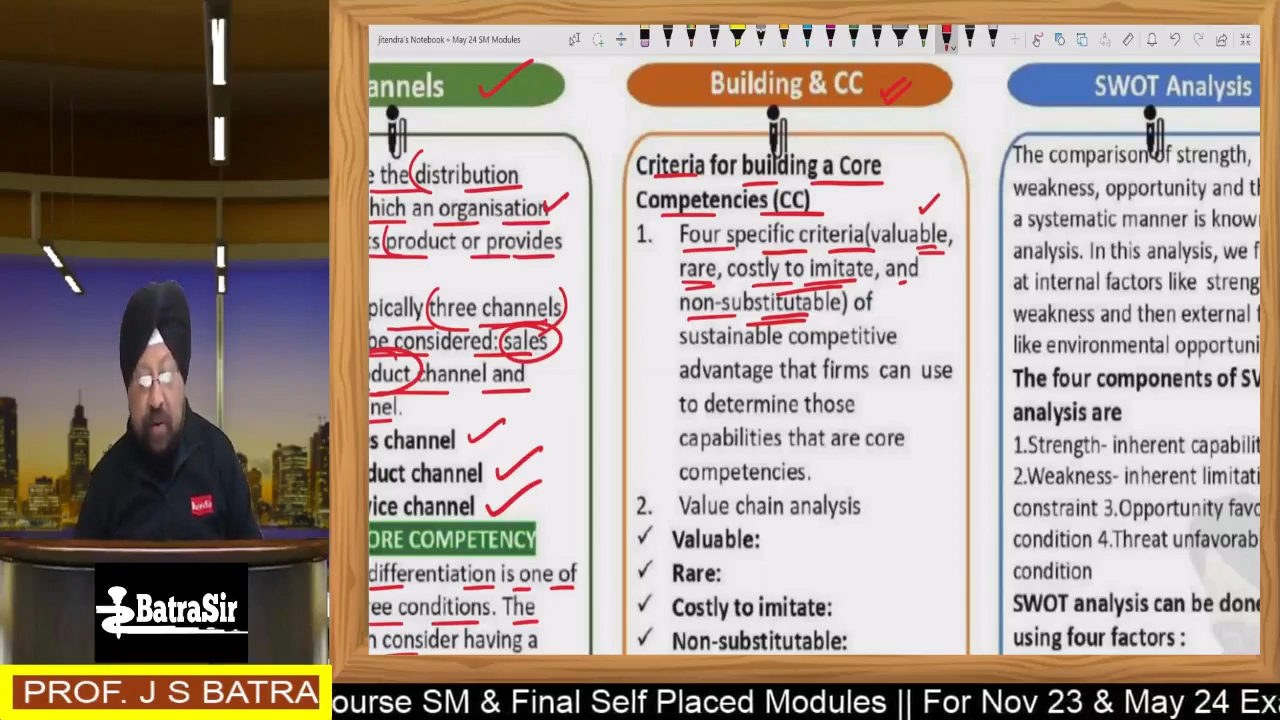 jitendra's Notebook » May 24 SM Modules
annels
e the distribution
hich an organisation
product or provides
pically three channels
be considered: sales
duct channel and
nel.
s channel
duct channel
vice channel
ORE COMPETENCY
differentiation is one of
ree conditions. The
n consider having a
Building & CC
Criteria for building a Core
Competencies (CC)
1. Four specific criteria(valuable,
rare, costly to imitate, and
non-substitutable) of
sustainable competitive
advantage that firms can use
to determine those
capabilities that are core
competencies.
2. Value chain analysis
✓ Valuable:
✓ Rare:
✓ Costly to imitate:
✓ Non-substitutable:
SWOT Analysis
The comparison of strength,
weakness, opportunity and th
a systematic manner is know
analysis. In this analysis, we f
at internal factors like streng
weakness and then external f
like environmental opportuni
The four components of SV
analysis are
1.Strength- inherent capabilit
2.Weakness- inherent limitati
constraint 3.Opportunity favo
condition 4.Threat unfavorab
condition
SWOT analysis can be done
using four factors :
BatraSir
PROF. J S BATRA
ourse SM & Final Self Placed Modules || For Nov 23 & May 24 Exa